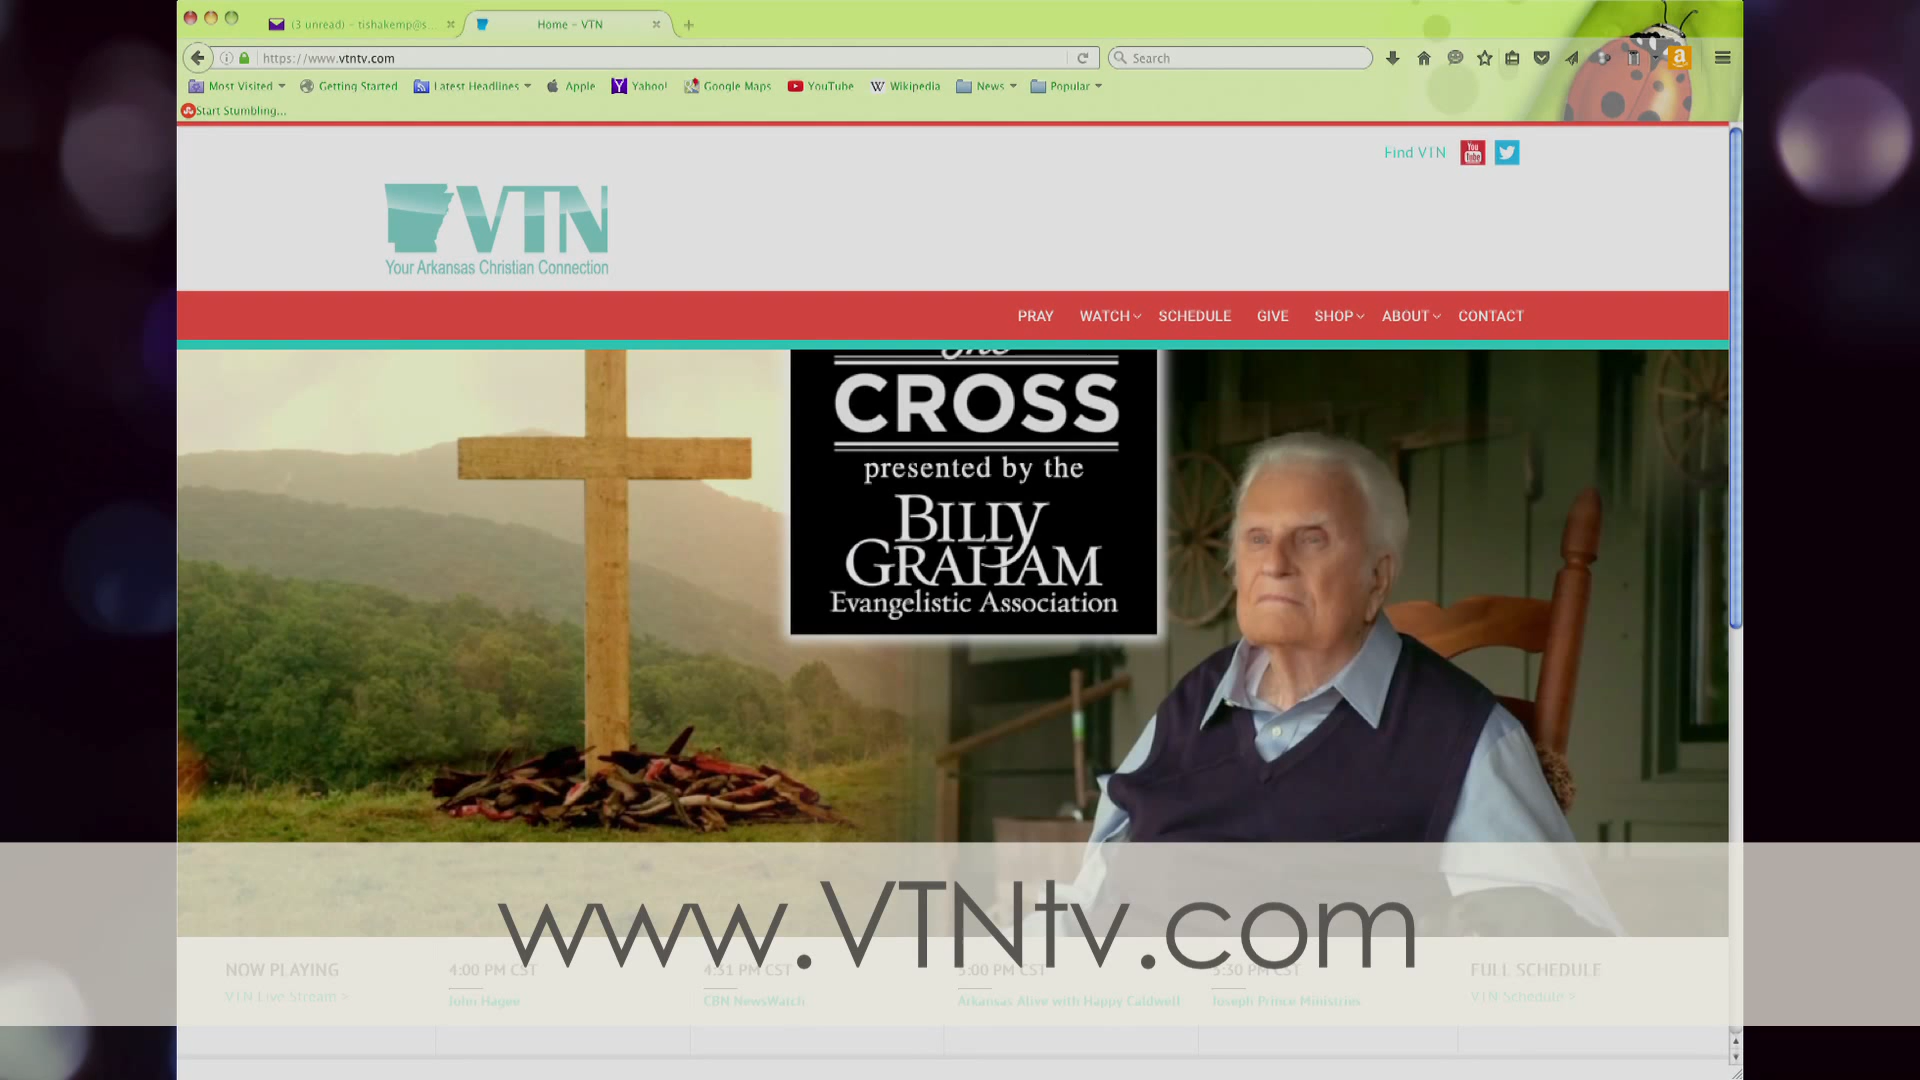 (3 unread) - tishakemp@s...
Home - VTN
https://www.vtntv.com
Search
Most Visited
Getting Started
Latest Headlines
Apple
Yahoo!
Google Maps
YouTube
Wikipedia
News
Popular
Start Stumbling...
Find VTN
You Tube
VTN
Your Arkansas Christian Connection
PRAY WATCH SCHEDULE GIVE SHOP ABOUT CONTACT
The
CROSS
presented by the
BILLY
GRAHAM
Evangelistic Association
www.VTNtv.com
NOW PLAYING
VTN Live Stream >
4:00 PM CST
John Hagee
4:31 PM CST
CBN NewsWatch
5:00 PM CST
Arkansas Alive with Happy Caldwell
5:30 PM CST
Joseph Prince Ministries
FULL SCHEDULE
VTN Schedule >